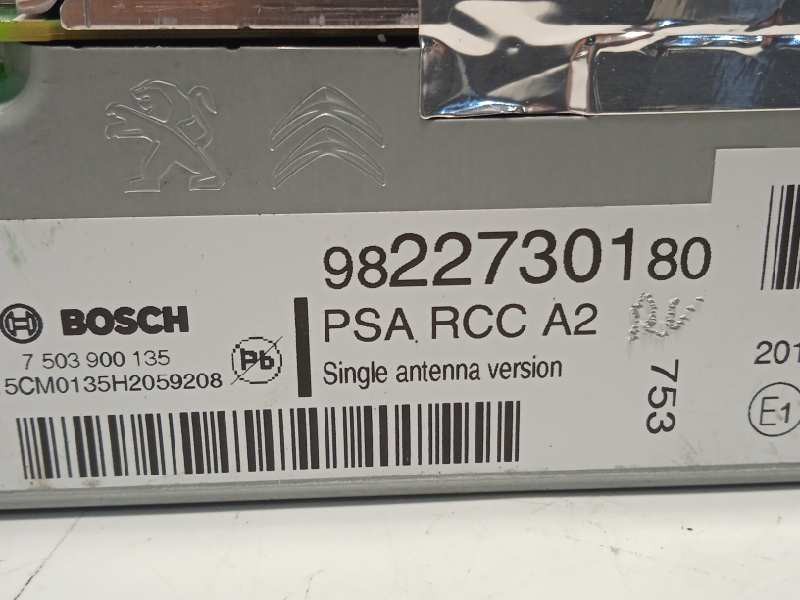 9822730180
BOSCH
PSA RCC A2
7 503 900 135
Pb
5CM0135H2059208
Single antenna version
753
201
E1